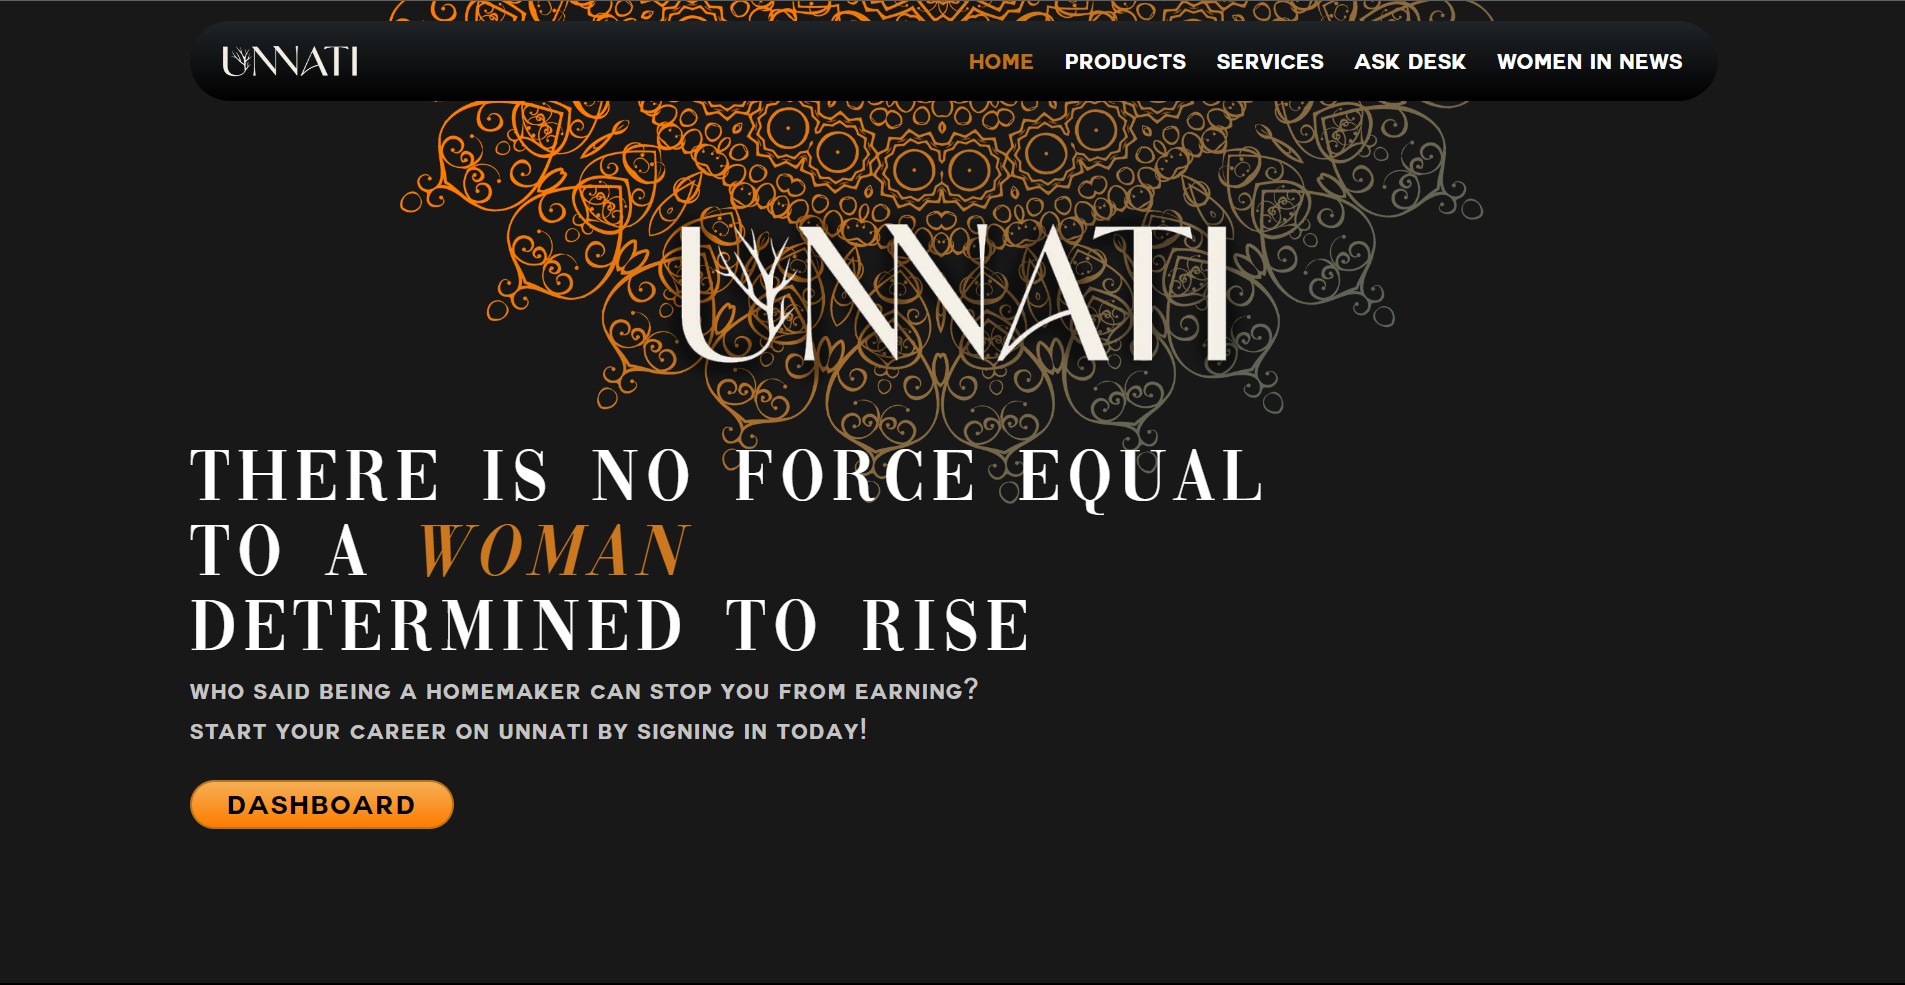 UNNATI
HOME PRODUCTS SERVICES ASK DESK WOMEN IN NEWS
UNNATI
THERE IS NO FORCE EQUAL
TO A WOMAN
DETERMINED TO RISE
WHO SAID BEING A HOMEMAKER CAN STOP YOU FROM EARNING?
START YOUR CAREER ON UNNATI BY SIGNING IN TODAY!
DASHBOARD